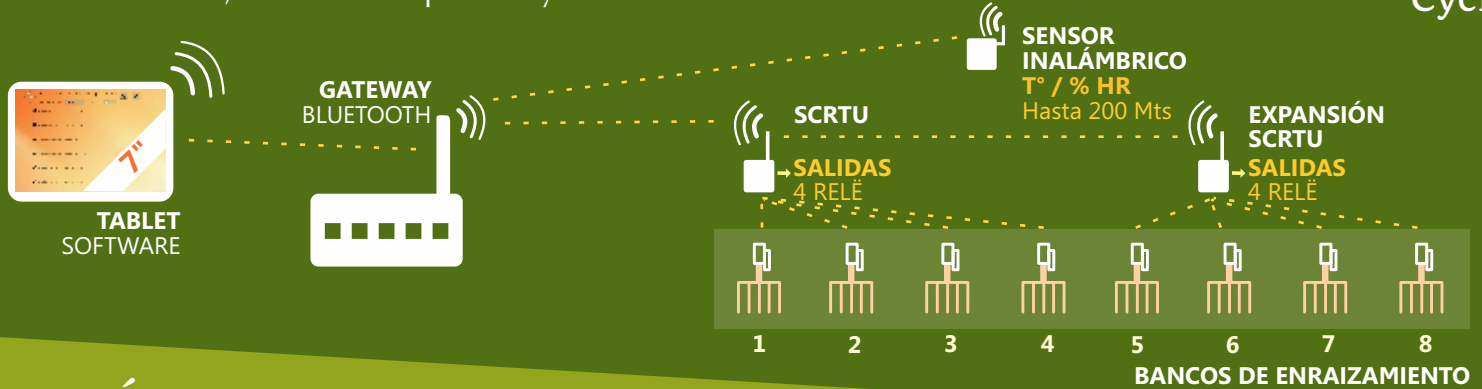 SENSOR
INALÁMBRICO
T° / % HR
Hasta 200 Mts
GATEWAY
BLUETOOTH
SCRTU
SALIDAS
4 RELË
EXPANSIÓN
SCRTU
SALIDAS
4 RELË
7"
TABLET
SOFTWARE
1 2 3 4 5 6 7 8
BANCOS DE ENRAIZAMIENTO